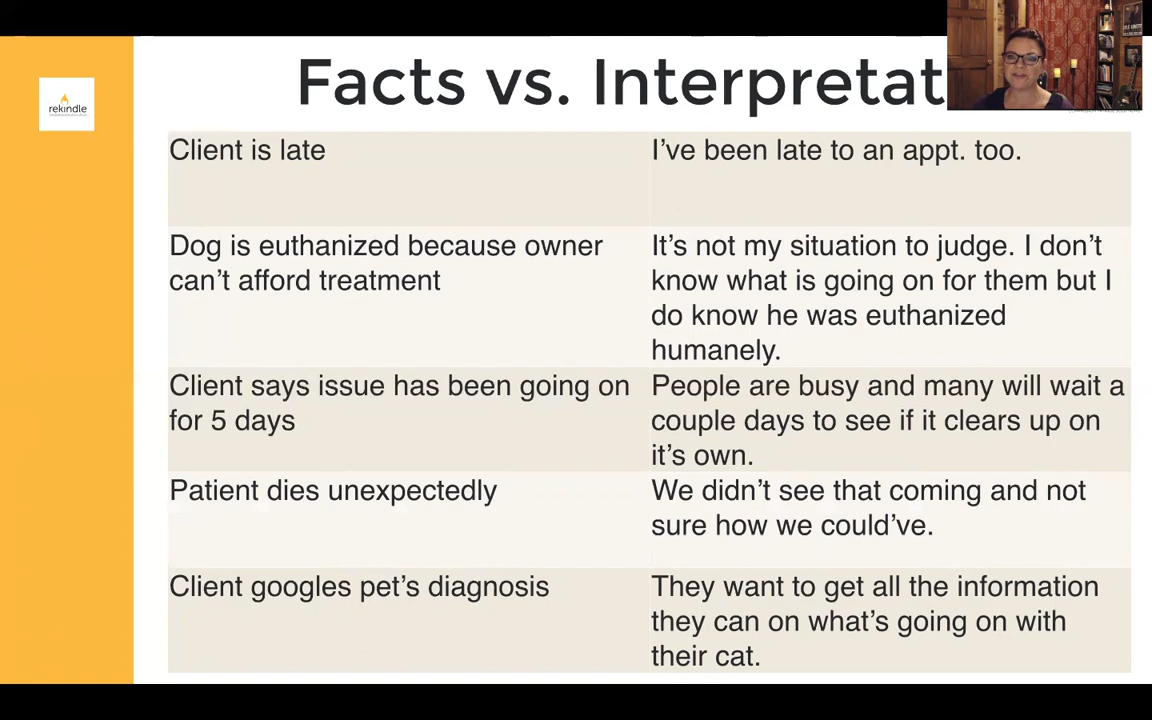 Facts vs. Interpretat
rekindle
Client is late
I've been late to an appt. too.
Dog is euthanized because owner
can't afford treatment
It's not my situation to judge. I don't
know what is going on for them but I
do know he was euthanized
humanely.
Client says issue has been going on
for 5 days
People are busy and many will wait a
couple days to see if it clears up on
it's own.
Patient dies unexpectedly
We didn't see that coming and not
sure how we could've.
Client googles pet's diagnosis
They want to get all the information
they can on what's going on with
their cat.